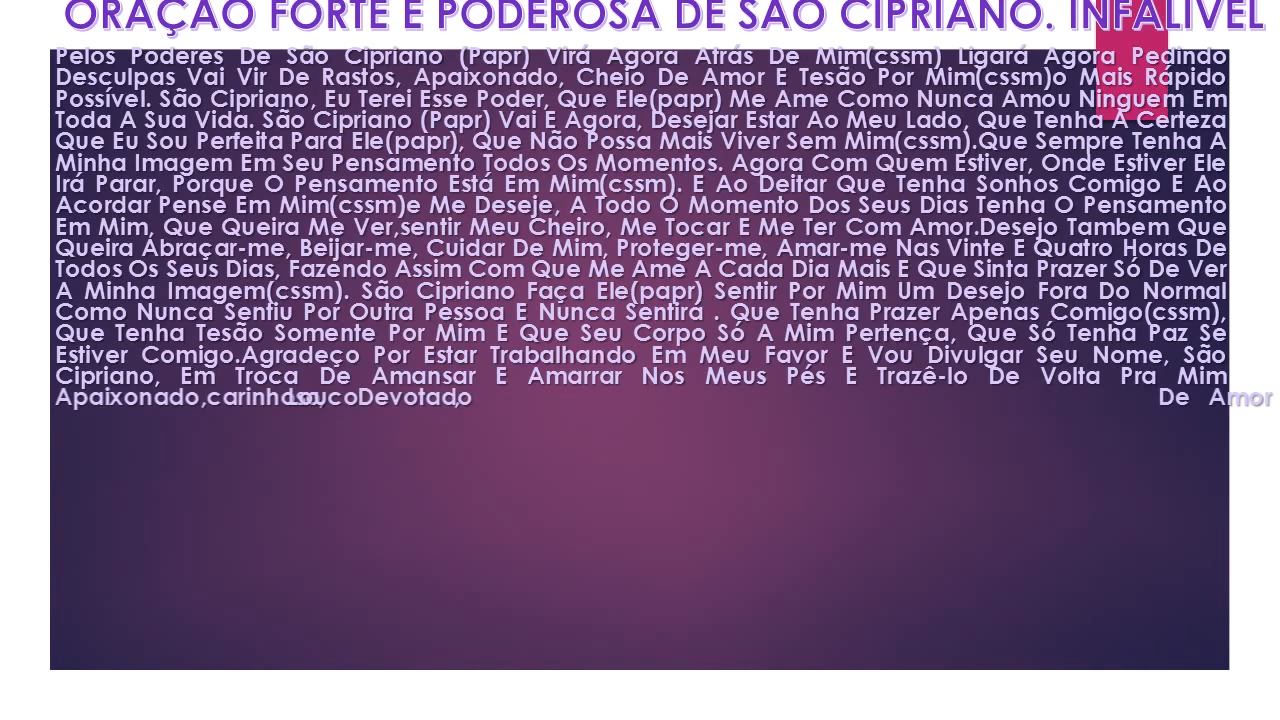 ORAÇÃO FORTE E PODEROSA DE SÃO CIPRIANO. INFALÍVEL
Pelos Poderes De São Cipriano (Papr) Virá Agora Atrás De Mim(cssm) Ligará Agora Pedindo
Desculpas Vai Vir De Rastos, Apaixonado, Cheio De Amor E Tesão Por Mim(cssm)o Mais Rápido
Possível. São Cipriano, Eu Terei Esse Poder, Que Ele(papr) Me Ame Como Nunca Amou Ninguem Em
Toda A Sua Vida. São Cipriano (Papr) Vai E Agora, Desejar Estar Ao Meu Lado, Que Tenha A Certeza
Que Eu Sou Perfeita Para Ele(papr), Que Não Possa Mais Viver Sem Mim(cssm).Que Sempre Tenha A
Minha Imagem Em Seu Pensamento Todos Os Momentos. Agora Com Quem Estiver, Onde Estiver Ele
Irá Parar, Porque O Pensamento Está Em Mim(cssm). E Ao Deitar Que Tenha Sonhos Comigo E Ao
Acordar Pense Em Mim(cssm)e Me Deseje, A Todo O Momento Dos Seus Dias Tenha O Pensamento
Em Mim, Que Queira Me Ver,sentir Meu Cheiro, Me Tocar E Me Ter Com Amor.Desejo Tambem Que
Queira Abraçar-me, Beijar-me, Cuidar De Mim, Proteger-me, Amar-me Nas Vinte E Quatro Horas De
Todos Os Seus Dias, Fazendo Assim Com Que Me Ame A Cada Dia Mais E Que Sinta Prazer Só De Ver
A Minha Imagem(cssm). São Cipriano Faça Ele(papr) Sentir Por Mim Um Desejo Fora Do Normal
Como Nunca Sentiu Por Outra Pessoa E Nunca Sentira . Que Tenha Prazer Apenas Comigo(cssm),
Que Tenha Tesão Somente Por Mim E Que Seu Corpo Só A Mim Pertença, Que Só Tenha Paz Se
Estiver Comigo.Agradeço Por Estar Trabalhando Em Meu Favor E Vou Divulgar Seu Nome, São
Cipriano, Em Troca De Amansar E Amarrar Nos Meus Pés E Trazê-lo De Volta Pra Mim
Apaixonado,carinhoso, Louco Devotado, De Amor